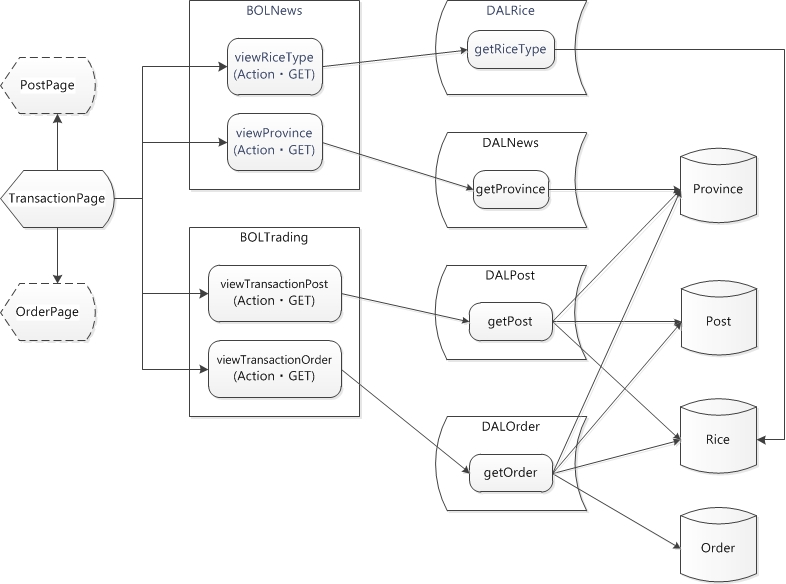 BOLNews
DALRice
viewRiceType
(Action・GET)
getRiceType
PostPage
viewProvince
(Action・GET)
DALNews
TransactionPage
getProvince
Province
BOLTrading
DALPost
viewTransactionPost
(Action・GET)
OrderPage
getPost
Post
viewTransactionOrder
(Action・GET)
DALOrder
Rice
getOrder
Order